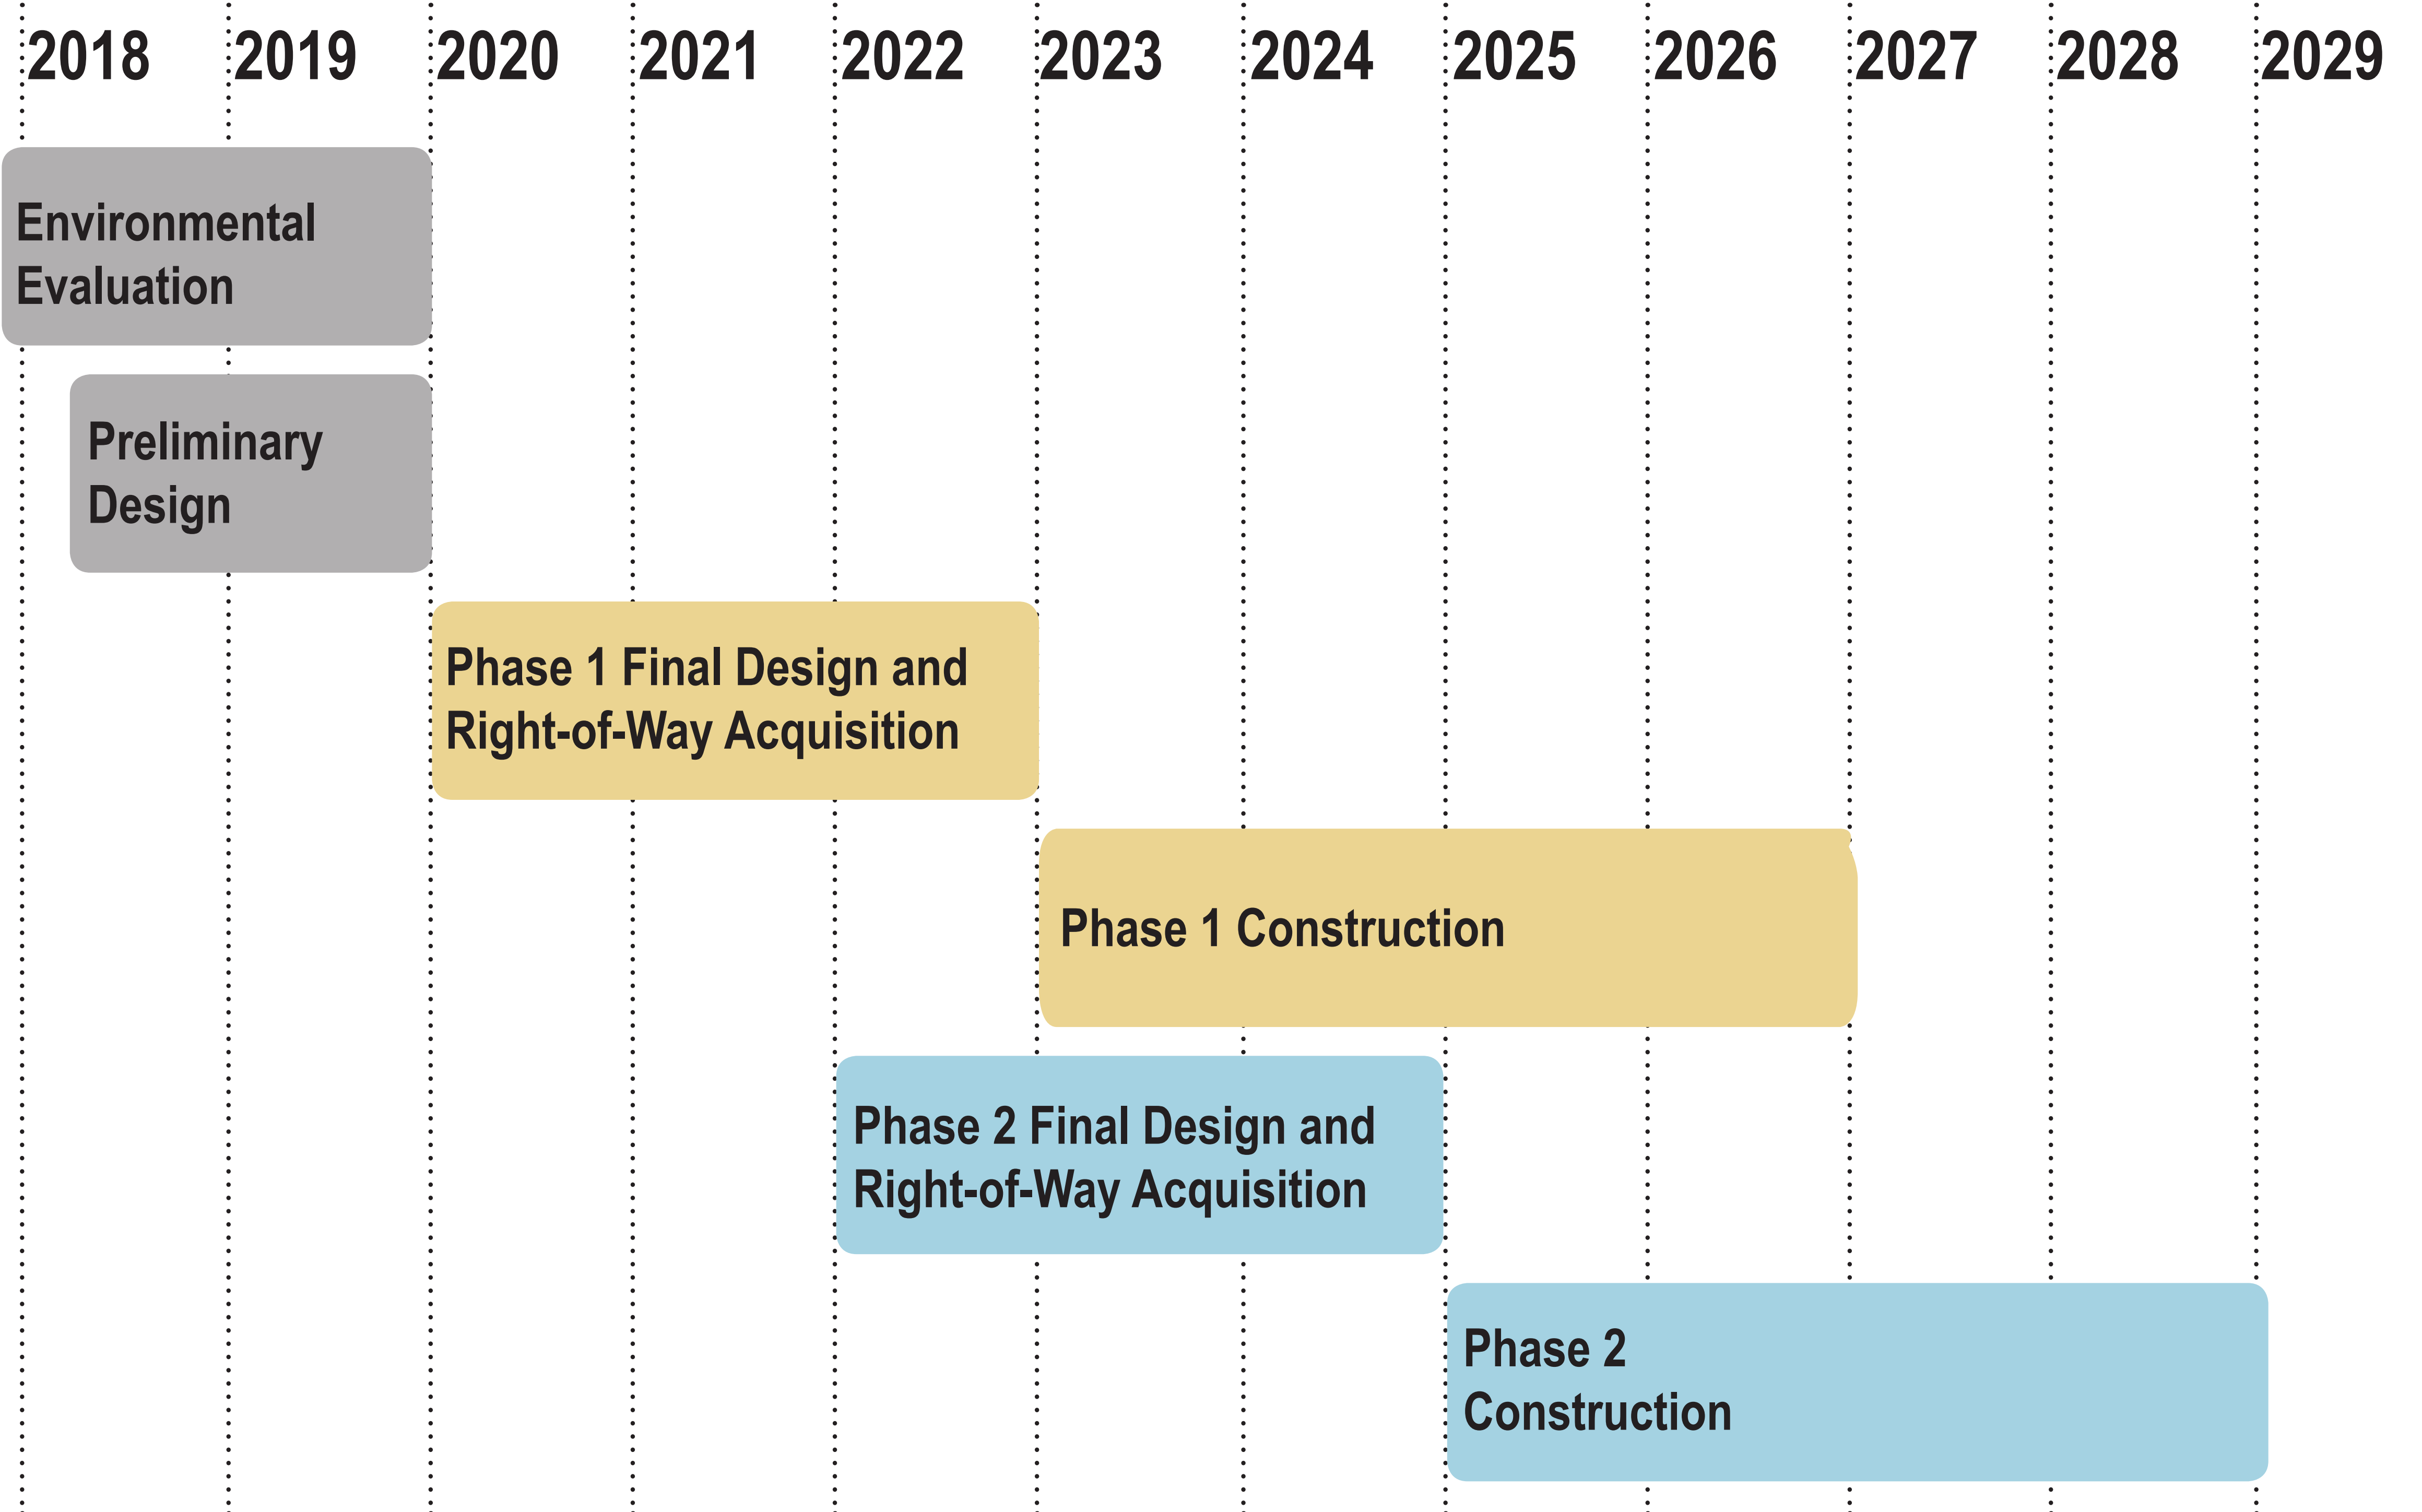 2018 2019 2020 2021 2022 2023 2024 2025 2026 2027 2028 2029
Environmental
Evaluation
Preliminary
Design
Phase 1 Final Design and
Right-of-Way Acquisition
Phase 1 Construction
Phase 2 Final Design and
Right-of-Way Acquisition
Phase 2
Construction